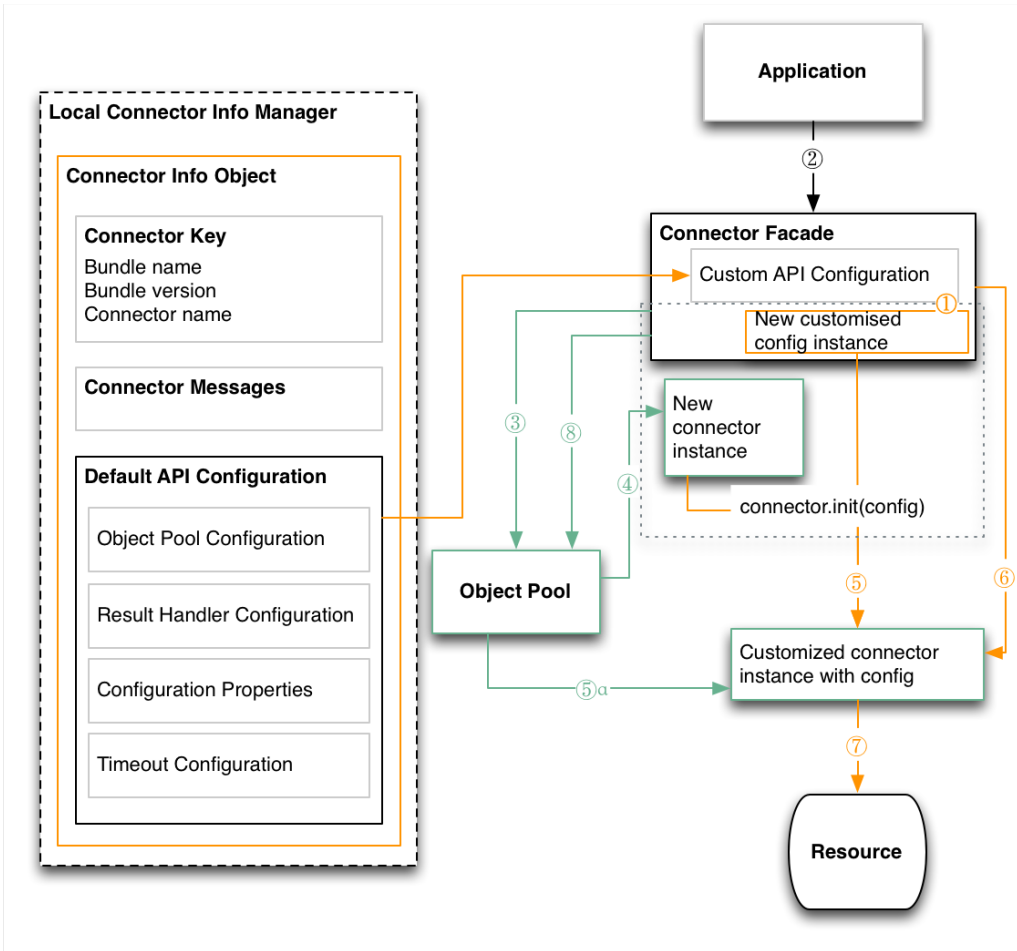 Application
②
Local Connector Info Manager
Connector Info Object
Connector Key
Bundle name
Bundle version
Connector name
Connector Messages
Default API Configuration
Object Pool Configuration
Result Handler Configuration
Configuration Properties
Timeout Configuration
Connector Facade
Custom API Configuration
①
New customised
config instance
③
⑧
④
New
connector
instance
connector.init(config)
Object Pool
⑤
⑥
⑤α
Customized connector
instance with config
⑦
Resource